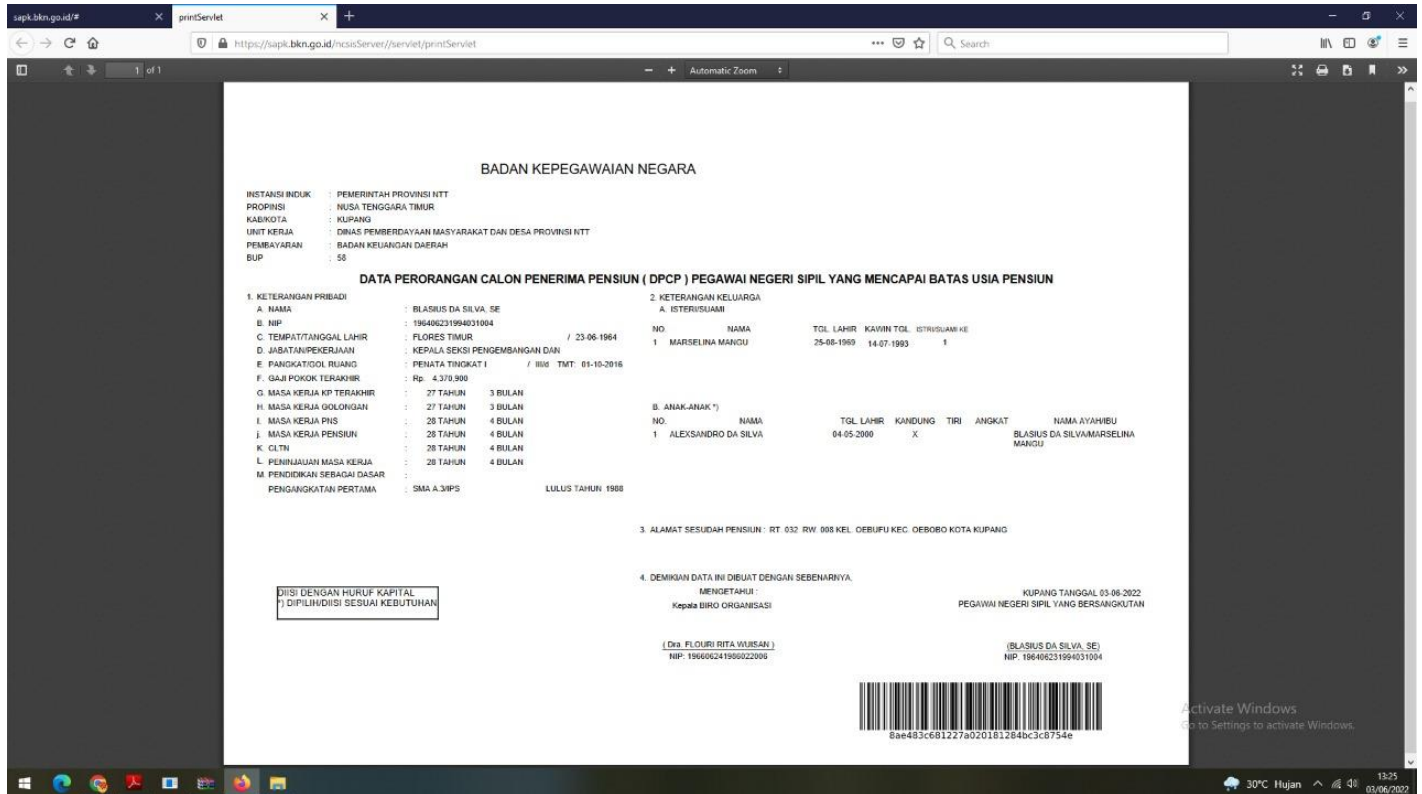 sapk.bkn.go.id/#
printServlet
https://sapk.bkn.go.id/ncsisServer//servlet/printServlet
Search
1 of 1
Automatic Zoom
BADAN KEPEGAWAIAN NEGARA
INSTANSI INDUK : PEMERINTAH PROVINSI NTT
PROPINSI : NUSA TENGGARA TIMUR
KAB/KOTA : KUPANG
UNIT KERJA : DINAS PEMBERDAYAAN MASYARAKAT DAN DESA PROVINSI NTT
PEMBAYARAN : BADAN KEUANGAN DAERAH
BUP : 58
DATA PERORANGAN CALON PENERIMA PENSIUN ( DPCP ) PEGAWAI NEGERI SIPIL YANG MENCAPAI BATAS USIA PENSIUN
1. KETERANGAN PRIBADI
A. NAMA : BLASIUS DA SILVA, SE
B. NIP : 196406231994031004
C. TEMPAT/TANGGAL LAHIR : FLORES TIMUR / 23-06-1964
D. JABATAN/PEKERJAAN : KEPALA SEKSI PENGEMBANGAN DAN
E. PANGKAT/GOL RUANG : PENATA TINGKAT I / III/d TMT: 01-10-2016
F. GAJI POKOK TERAKHIR : Rp. 4,370,900
G. MASA KERJA KP TERAKHIR : 27 TAHUN 3 BULAN
H. MASA KERJA GOLONGAN : 27 TAHUN 3 BULAN
I. MASA KERJA PNS : 28 TAHUN 4 BULAN
j. MASA KERJA PENSIUN : 28 TAHUN 4 BULAN
K. CLTN : 28 TAHUN 4 BULAN
L. PENINJAUAN MASA KERJA : 28 TAHUN 4 BULAN
M. PENDIDIKAN SEBAGAI DASAR :
PENGANGKATAN PERTAMA : SMA A.3/IPS LULUS TAHUN 1988
2. KETERANGAN KELUARGA
A. ISTERI/SUAMI
NO. NAMA TGL. LAHIR KAWIN TGL. ISTRI/SUAMI KE
1 MARSELINA MANGU 25-08-1969 14-07-1993 1
B. ANAK-ANAK *)
NO. NAMA TGL. LAHIR KANDUNG TIRI ANGKAT NAMA AYAH/IBU
1 ALEXSANDRO DA SILVA 04-05-2000 X BLASIUS DA SILVA/MARSELINA
MANGU
3. ALAMAT SESUDAH PENSIUN : RT. 032 RW. 008 KEL. OEBUFU KEC. OEBOBO KOTA KUPANG
4. DEMIKIAN DATA INI DIBUAT DENGAN SEBENARNYA.
DIISI DENGAN HURUF KAPITAL
*) DIPILIH/DIISI SESUAI KEBUTUHAN
MENGETAHUI :
Kepala BIRO ORGANISASI
( Dra. FLOURI RITA WUISAN )
NIP: 196606241986022006
KUPANG TANGGAL 03-06-2022
PEGAWAI NEGERI SIPIL YANG BERSANGKUTAN
(BLASIUS DA SILVA, SE)
NIP. 196406231994031004
8ae483c681227a020181284bc3c8754e
Activate Windows
Go to Settings to activate Windows.
30°C Hujan
13:25
03/06/2022